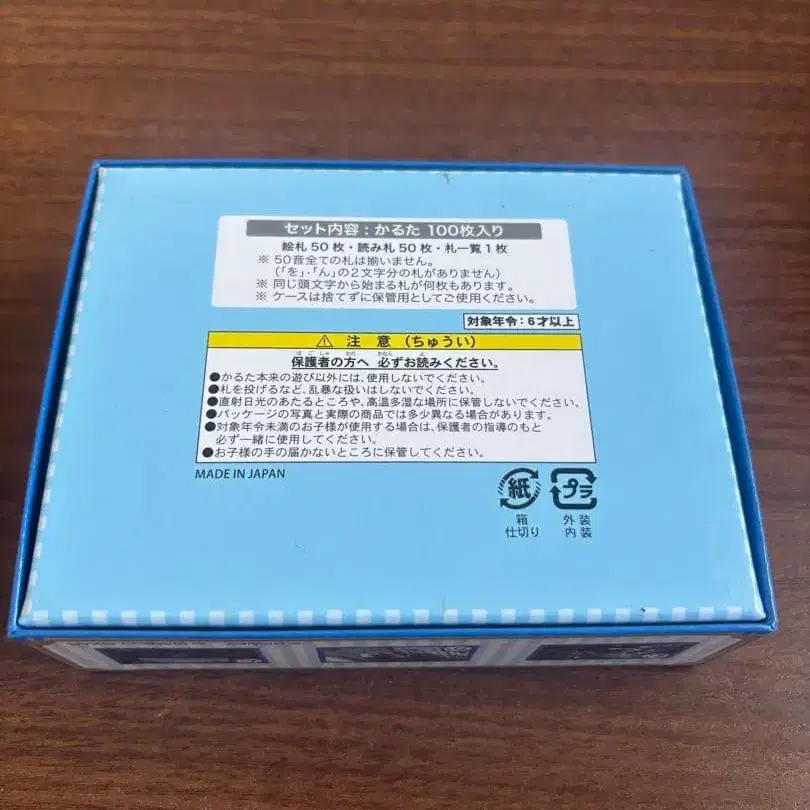 セット内容：かるた 100枚入り
絵札50枚・読み札50枚・札一覧1枚
※ 50音全ての札は揃いません。
（「を」・「ん」の2文字分の札がありません）
※ 同じ頭文字から始まる札が何枚もあります。
※ ケースは捨てずに保管用としてご使用ください。
対象年令：6才以上
⚠ 注 意（ちゅうい）
ほごしゃ かた かなら よ
保護者の方へ 必ずお読みください。
●かるた本来の遊び以外には、使用しないでください。
●札を投げるなど、乱暴な扱いはしないでください。
●直射日光のあたるところや、高温多湿な場所に保管しないでください。
●パッケージの写真と実際の商品では多少異なる場合があります。
●対象年令未満のお子様が使用する場合は、保護者の指導のもと
必ず一緒に使用してください。
●お子様の手の届かないところに保管してください。
MADE IN JAPAN
紙 プラ
箱 外装
仕切り 内装